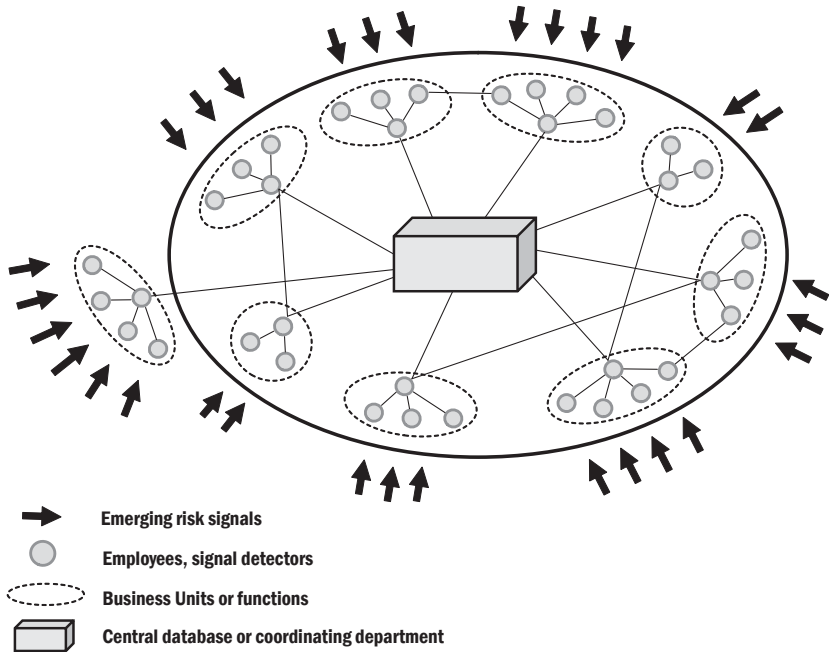 Emerging risk signals
Employees, signal detectors
Business Units or functions
Central database or coordinating department